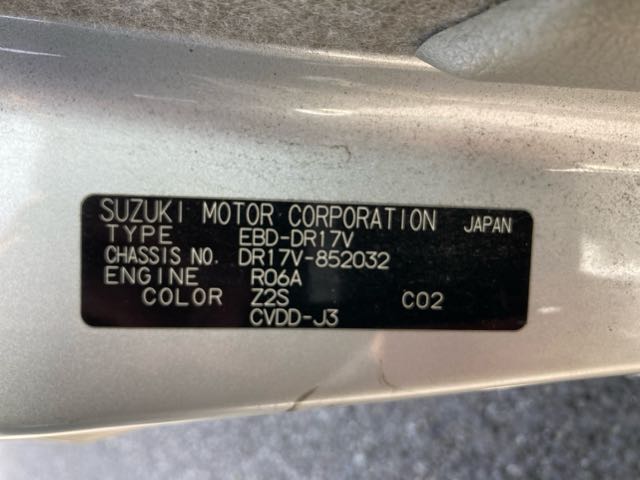 SUZUKI MOTOR CORPORATION JAPAN
TYPE EBD-DR17V
CHASSIS NO. DR17V-852032
ENGINE R06A
COLOR Z2S C02
CVDD-J3